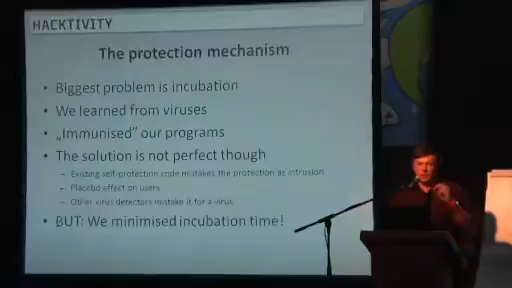 HACKTIVITY
The protection mechanism
• Biggest problem is incubation
• We learned from viruses
• „Immunised" our programs
• The solution is not perfect though
– Existing self-protection code mistakes the protection as intrusion
– Placebo effect on users
– Other virus detectors mistake it for a virus
• BUT: We minimised incubation time!